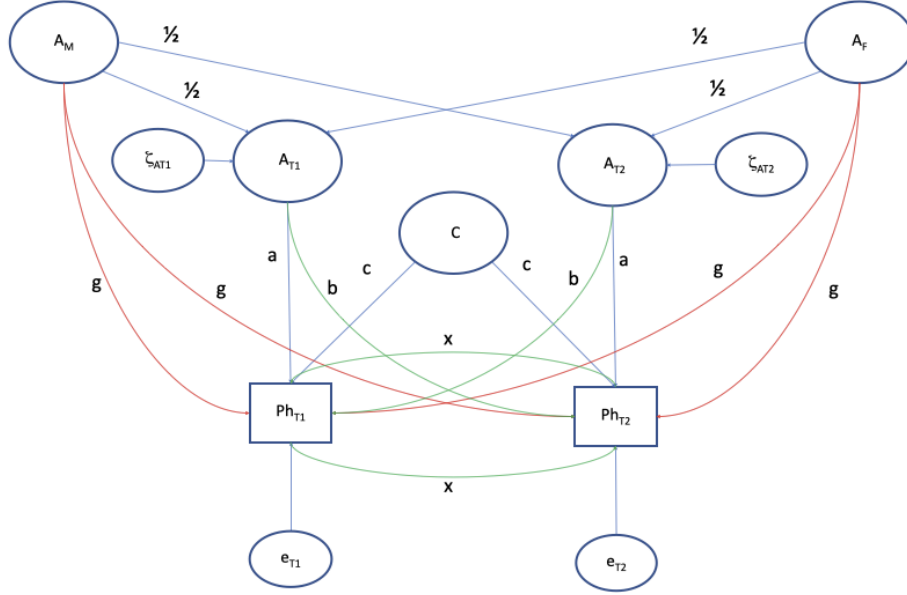 ½ ½
A_M A_F
½ ½
ζ_AT1 A_T1 A_T2 ζ_AT2
C
a c c a
g g b b g g
x
Ph_T1 Ph_T2
x
e_T1 e_T2